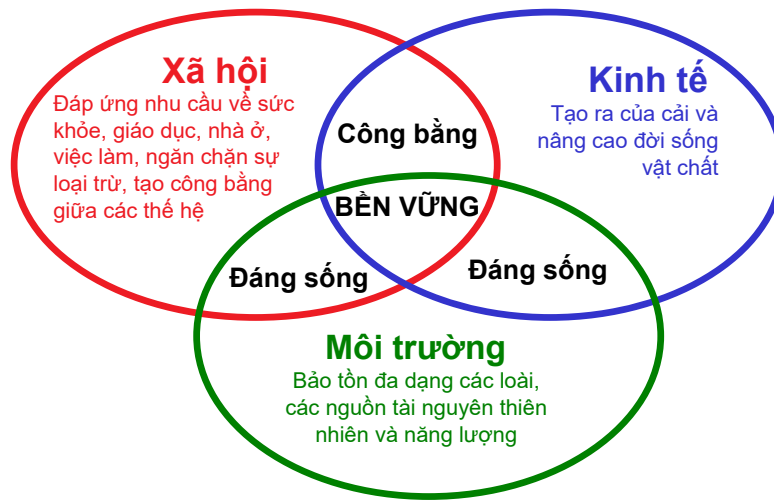 Xã hội
Đáp ứng nhu cầu về sức
khỏe, giáo dục, nhà ở,
việc làm, ngăn chặn sự
loại trừ, tạo công bằng
giữa các thế hệ
Kinh tế
Tạo ra của cải và
nâng cao đời sống
vật chất
Công bằng
BỀN VỮNG
Đáng sống
Đáng sống
Môi trường
Bảo tồn đa dạng các loài,
các nguồn tài nguyên thiên
nhiên và năng lượng